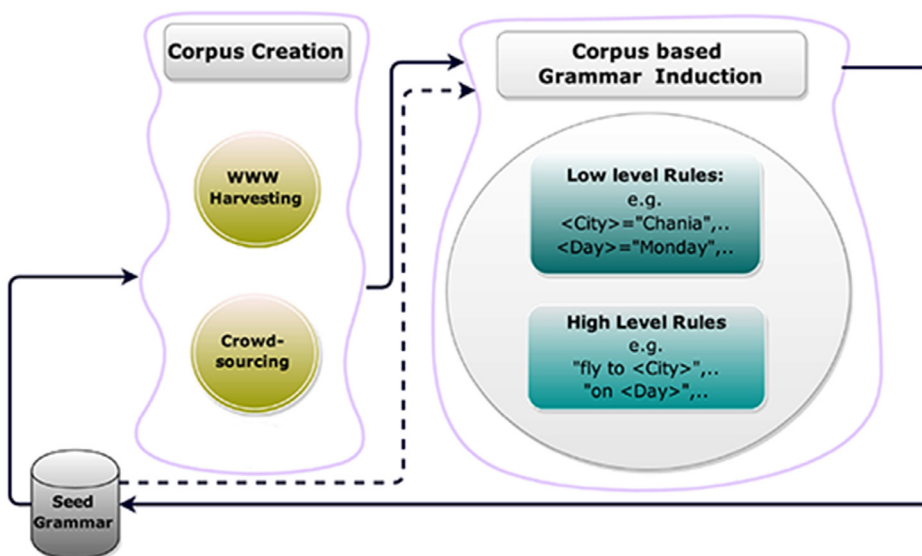 Corpus Creation
WWW
Harvesting
Crowd-
sourcing
Seed
Grammar
Corpus based
Grammar Induction
Low level Rules:
e.g.
<City>="Chania",..
<Day>="Monday",..
High Level Rules
e.g.
"fly to <City>",..
"on <Day>",..